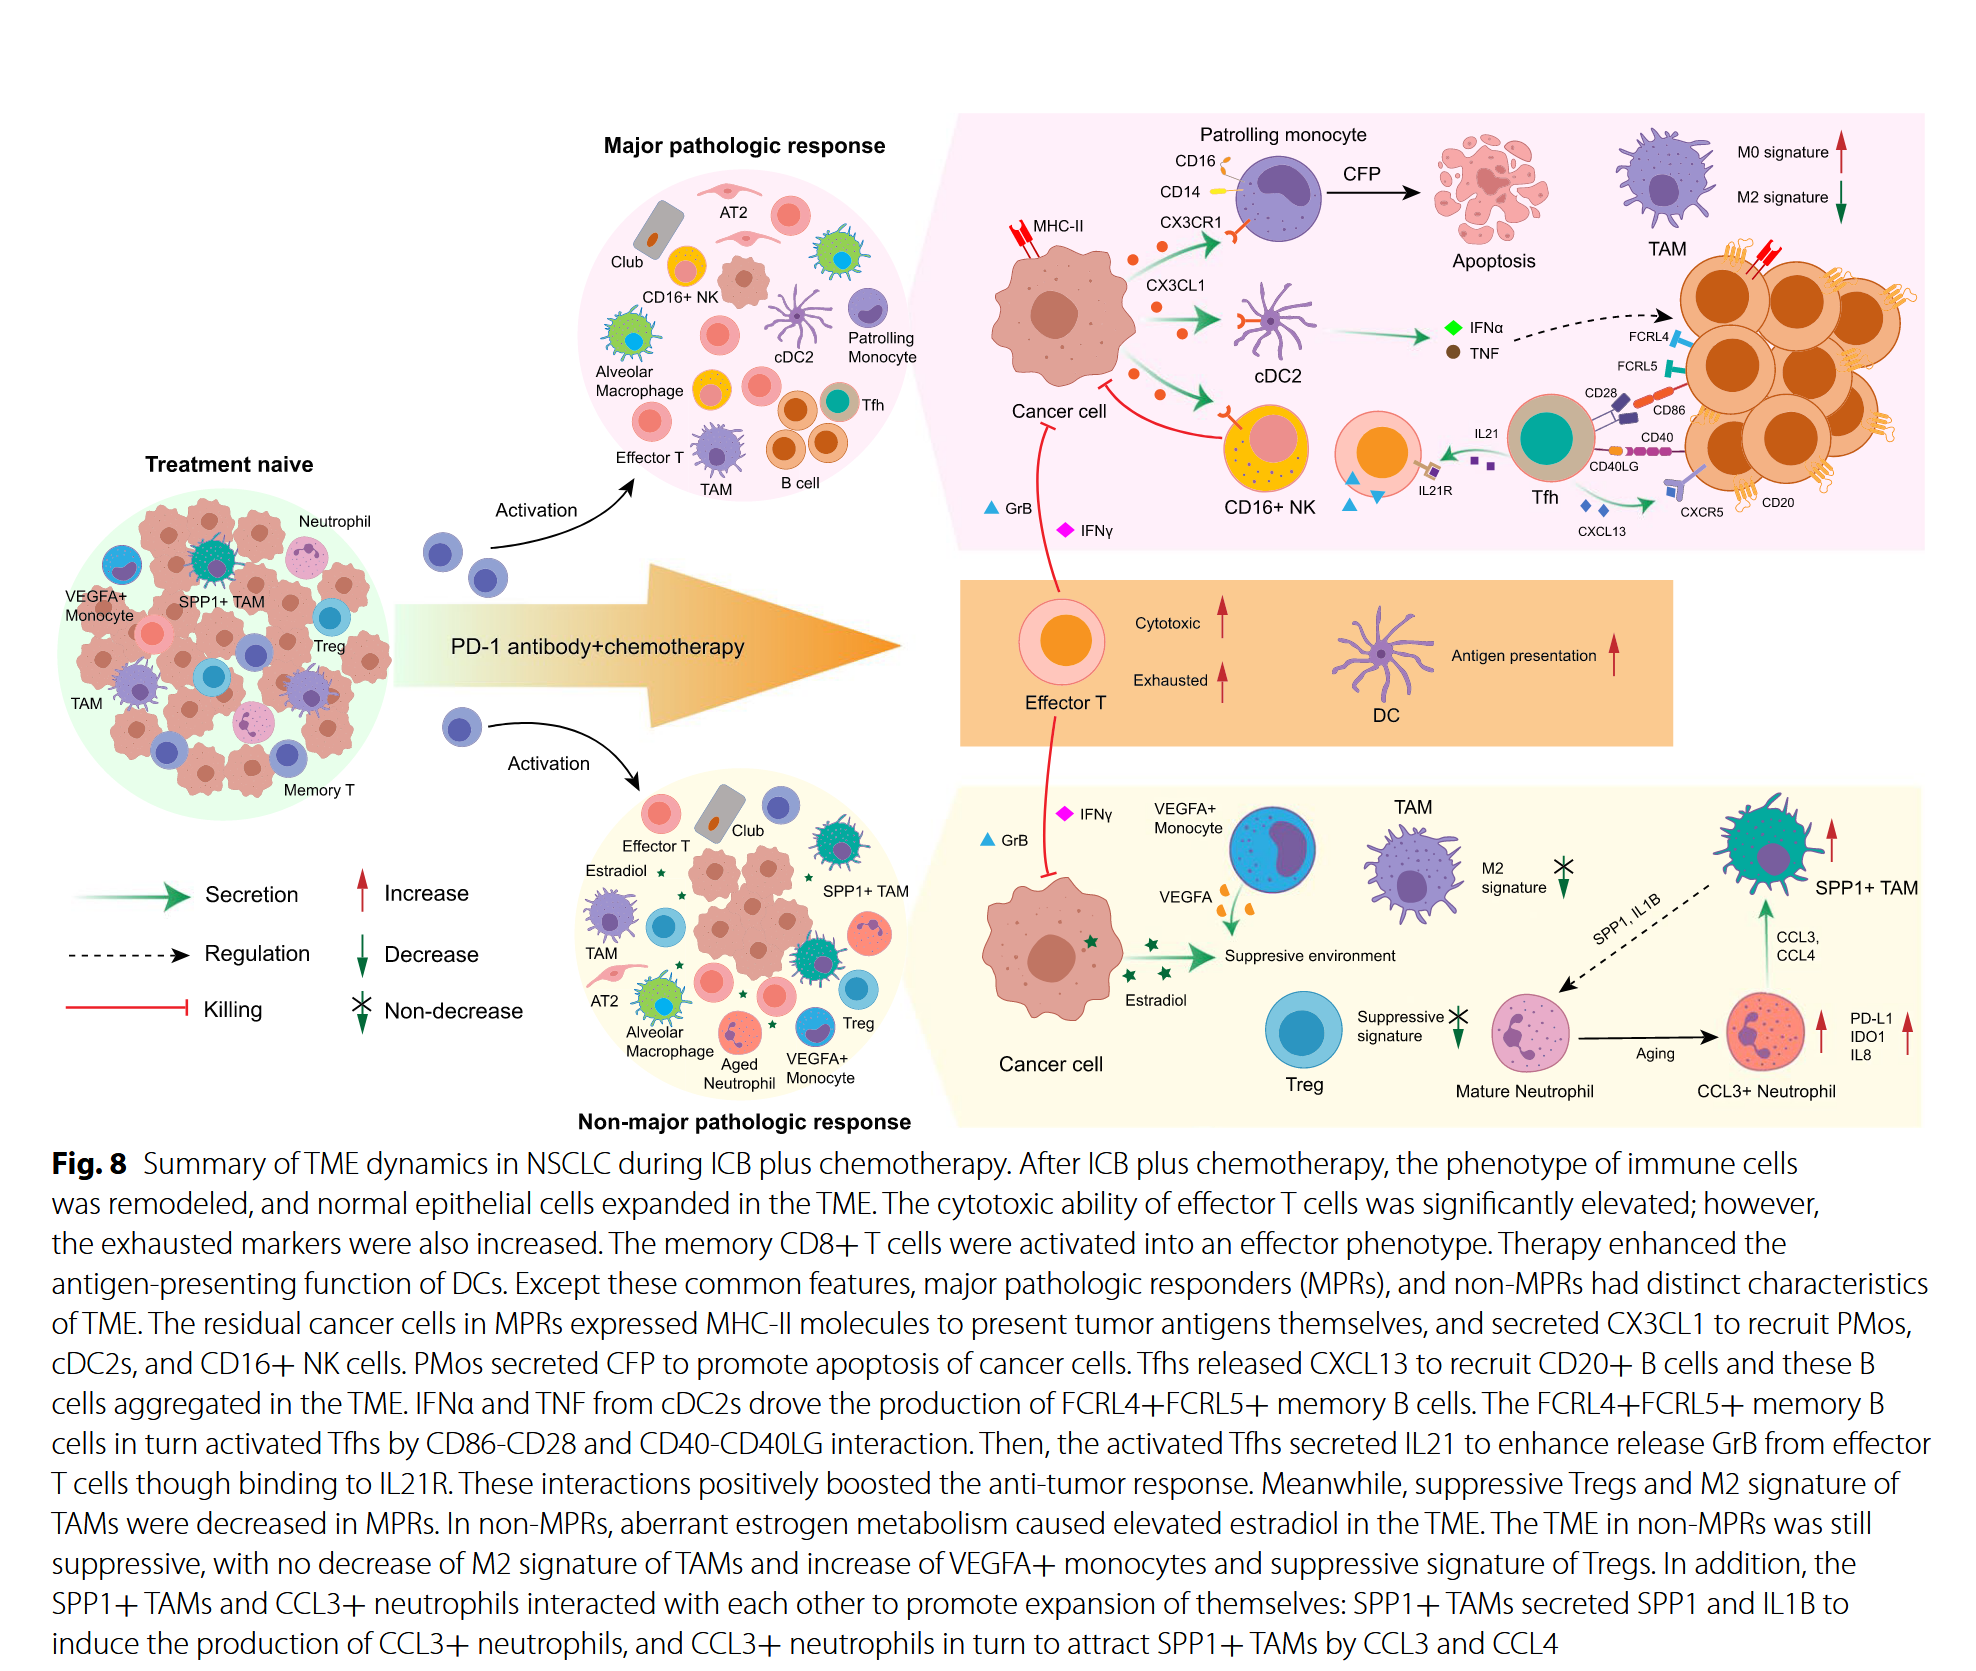 Major pathologic response
AT2
Club
CD16+ NK
cDC2
Patrolling
Monocyte
Alveolar
Macrophage
Tfh
Effector T
TAM
B cell
Treatment naive
Neutrophil
VEGFA+
Monocyte
SPP1+ TAM
Treg
TAM
Memory T
Activation
PD-1 antibody+chemotherapy
Activation
Secretion
Increase
Regulation
Decrease
Killing
Non-decrease
Effector T
Club
Estradiol
SPP1+ TAM
TAM
AT2
Alveolar
Macrophage
Aged
Neutrophil
VEGFA+
Monocyte
Treg
Non-major pathologic response
Patrolling monocyte
CD16
CD14
CX3CR1
CFP
Apoptosis
TAM
M0 signature
M2 signature
MHC-II
CX3CL1
Cancer cell
cDC2
IFNα
TNF
FCRL4
FCRL5
CD28
CD86
CD40
CD40LG
IL21
IL21R
Tfh
CXCL13
CXCR5
CD20
CD16+ NK
GrB
IFNγ
Effector T
Cytotoxic
Exhausted
DC
Antigen presentation
IFNγ
GrB
VEGFA+
Monocyte
VEGFA
TAM
M2
signature
SPP1+ TAM
SPP1, IL1B
CCL3,
CCL4
Suppresive environment
Estradiol
Cancer cell
Treg
Suppressive
signature
Mature Neutrophil
Aging
CCL3+ Neutrophil
PD-L1
IDO1
IL8
Fig. 8 Summary of TME dynamics in NSCLC during ICB plus chemotherapy. After ICB plus chemotherapy, the phenotype of immune cells
was remodeled, and normal epithelial cells expanded in the TME. The cytotoxic ability of effector T cells was significantly elevated; however,
the exhausted markers were also increased. The memory CD8+ T cells were activated into an effector phenotype. Therapy enhanced the
antigen-presenting function of DCs. Except these common features, major pathologic responders (MPRs), and non-MPRs had distinct characteristics
of TME. The residual cancer cells in MPRs expressed MHC-II molecules to present tumor antigens themselves, and secreted CX3CL1 to recruit PMos,
cDC2s, and CD16+ NK cells. PMos secreted CFP to promote apoptosis of cancer cells. Tfhs released CXCL13 to recruit CD20+ B cells and these B
cells aggregated in the TME. IFNα and TNF from cDC2s drove the production of FCRL4+FCRL5+ memory B cells. The FCRL4+FCRL5+ memory B
cells in turn activated Tfhs by CD86-CD28 and CD40-CD40LG interaction. Then, the activated Tfhs secreted IL21 to enhance release GrB from effector
T cells though binding to IL21R. These interactions positively boosted the anti-tumor response. Meanwhile, suppressive Tregs and M2 signature of
TAMs were decreased in MPRs. In non-MPRs, aberrant estrogen metabolism caused elevated estradiol in the TME. The TME in non-MPRs was still
suppressive, with no decrease of M2 signature of TAMs and increase of VEGFA+ monocytes and suppressive signature of Tregs. In addition, the
SPP1+ TAMs and CCL3+ neutrophils interacted with each other to promote expansion of themselves: SPP1+ TAMs secreted SPP1 and IL1B to
induce the production of CCL3+ neutrophils, and CCL3+ neutrophils in turn to attract SPP1+ TAMs by CCL3 and CCL4